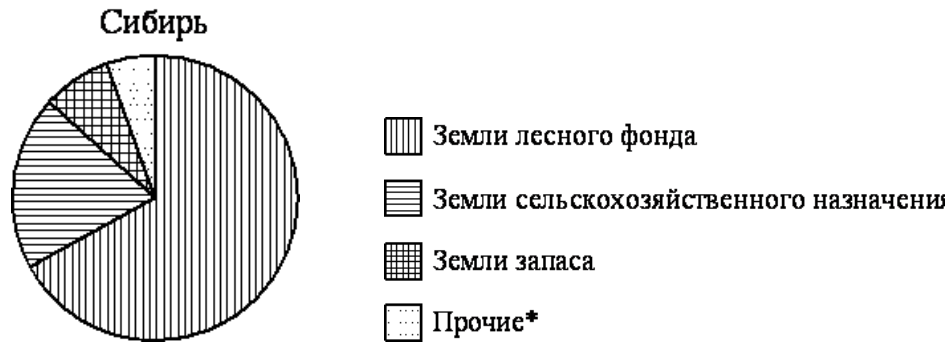 Сибирь
Земли лесного фонда
Земли сельскохозяйственного назначения
Земли запаса
Прочие*